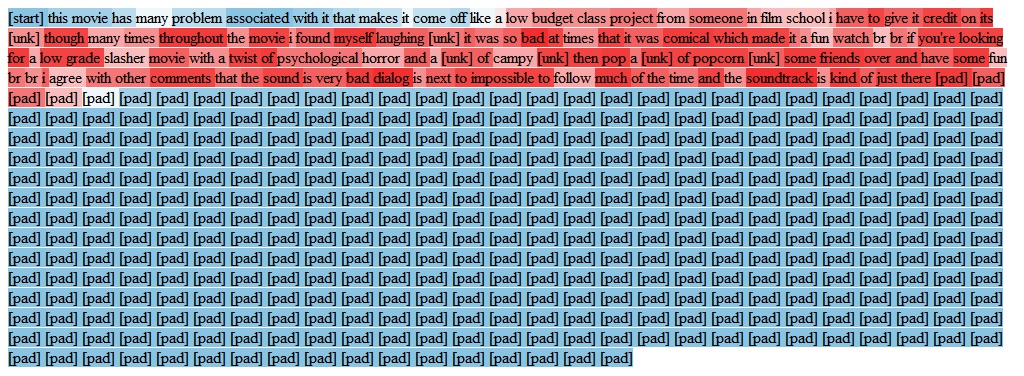 [start] this movie has many problem associated with it that makes it come off like a low budget class project from someone in film school i have to give it credit on its
[unk] though many times throughout the movie i found myself laughing [unk] it was so bad at times that it was comical which made it a fun watch br br if you're looking
for a low grade slasher movie with a twist of psychological horror and a [unk] of campy [unk] then pop a [unk] of popcorn [unk] some friends over and have some fun
br br i agree with other comments that the sound is very bad dialog is next to impossible to follow much of the time and the soundtrack is kind of just there [pad] [pad]
[pad] [pad] [pad] [pad] [pad] [pad] [pad] [pad] [pad] [pad] [pad] [pad] [pad] [pad] [pad] [pad] [pad] [pad] [pad] [pad] [pad] [pad] [pad] [pad] [pad] [pad] [pad]
[pad] [pad] [pad] [pad] [pad] [pad] [pad] [pad] [pad] [pad] [pad] [pad] [pad] [pad] [pad] [pad] [pad] [pad] [pad] [pad] [pad] [pad] [pad] [pad] [pad] [pad] [pad]
[pad] [pad] [pad] [pad] [pad] [pad] [pad] [pad] [pad] [pad] [pad] [pad] [pad] [pad] [pad] [pad] [pad] [pad] [pad] [pad] [pad] [pad] [pad] [pad] [pad] [pad] [pad]
[pad] [pad] [pad] [pad] [pad] [pad] [pad] [pad] [pad] [pad] [pad] [pad] [pad] [pad] [pad] [pad] [pad] [pad] [pad] [pad] [pad] [pad] [pad] [pad] [pad] [pad] [pad]
[pad] [pad] [pad] [pad] [pad] [pad] [pad] [pad] [pad] [pad] [pad] [pad] [pad] [pad] [pad] [pad] [pad] [pad] [pad] [pad] [pad] [pad] [pad] [pad] [pad] [pad] [pad]
[pad] [pad] [pad] [pad] [pad] [pad] [pad] [pad] [pad] [pad] [pad] [pad] [pad] [pad] [pad] [pad] [pad] [pad] [pad] [pad] [pad] [pad] [pad] [pad] [pad] [pad] [pad]
[pad] [pad] [pad] [pad] [pad] [pad] [pad] [pad] [pad] [pad] [pad] [pad] [pad] [pad] [pad] [pad] [pad] [pad] [pad] [pad] [pad] [pad] [pad] [pad] [pad] [pad] [pad]
[pad] [pad] [pad] [pad] [pad] [pad] [pad] [pad] [pad] [pad] [pad] [pad] [pad] [pad] [pad] [pad] [pad] [pad] [pad] [pad] [pad] [pad] [pad] [pad] [pad] [pad] [pad]
[pad] [pad] [pad] [pad] [pad] [pad] [pad] [pad] [pad] [pad] [pad] [pad] [pad] [pad] [pad] [pad] [pad] [pad] [pad] [pad] [pad] [pad] [pad] [pad] [pad] [pad] [pad]
[pad] [pad] [pad] [pad] [pad] [pad] [pad] [pad] [pad] [pad] [pad] [pad] [pad] [pad] [pad] [pad] [pad] [pad] [pad] [pad] [pad] [pad] [pad] [pad] [pad] [pad] [pad]
[pad] [pad] [pad] [pad] [pad] [pad] [pad] [pad] [pad] [pad] [pad] [pad] [pad] [pad] [pad] [pad] [pad] [pad] [pad] [pad] [pad] [pad] [pad] [pad] [pad] [pad] [pad]
[pad] [pad] [pad] [pad] [pad] [pad] [pad] [pad] [pad] [pad] [pad] [pad] [pad] [pad] [pad] [pad] [pad] [pad] [pad] [pad] [pad] [pad] [pad] [pad] [pad] [pad] [pad]
[pad] [pad] [pad] [pad] [pad] [pad] [pad] [pad] [pad] [pad] [pad] [pad] [pad] [pad] [pad] [pad] [pad] [pad] [pad] [pad] [pad] [pad] [pad] [pad] [pad] [pad] [pad]
[pad] [pad] [pad] [pad] [pad] [pad] [pad] [pad] [pad] [pad] [pad] [pad] [pad] [pad] [pad] [pad] [pad]